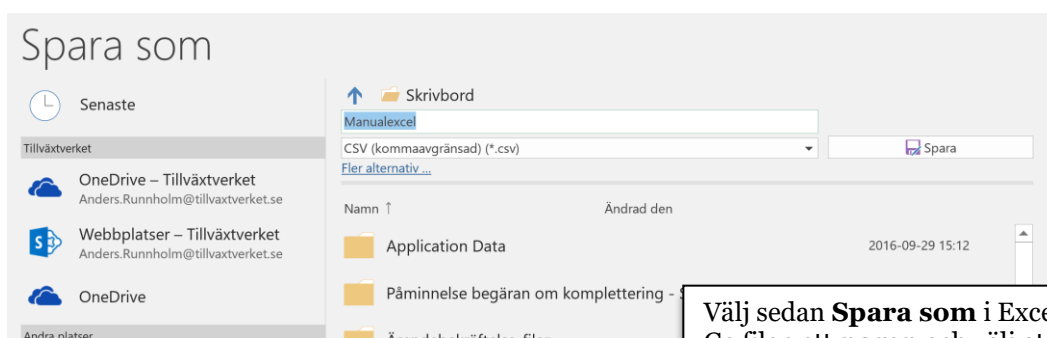 Spara som
Senaste
Tillväxtverket
OneDrive – Tillväxtverket
Anders.Runnholm@tillvaxtverket.se
Webbplatser – Tillväxtverket
Anders.Runnholm@tillvaxtverket.se
OneDrive
Andra platser
Skrivbord
Manualexcel
CSV (kommaavgränsad) (*.csv)
Spara
Fler alternativ ...
Namn ↑ Ändrad den
Application Data 2016-09-29 15:12
Påminnelse begäran om komplettering -
Välj sedan Spara som i